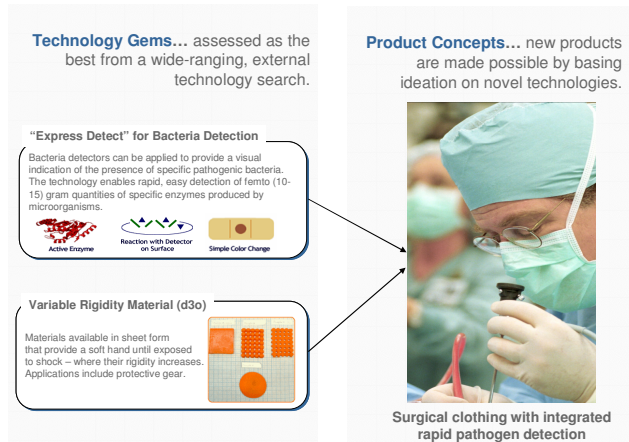 Technology Gems… assessed as the
best from a wide-ranging, external
technology search.
“Express Detect” for Bacteria Detection
Bacteria detectors can be applied to provide a visual
indication of the presence of specific pathogenic bacteria.
The technology enables rapid, easy detection of femto (10-
15) gram quantities of specific enzymes produced by
microorganisms.
Active Enzyme
Reaction with Detector
on Surface
Simple Color Change
Variable Rigidity Material (d3o)
Materials available in sheet form
that provide a soft hand until exposed
to shock – where their rigidity increases.
Applications include protective gear.
Product Concepts… new products
are made possible by basing
ideation on novel technologies.
Surgical clothing with integrated
rapid pathogen detection